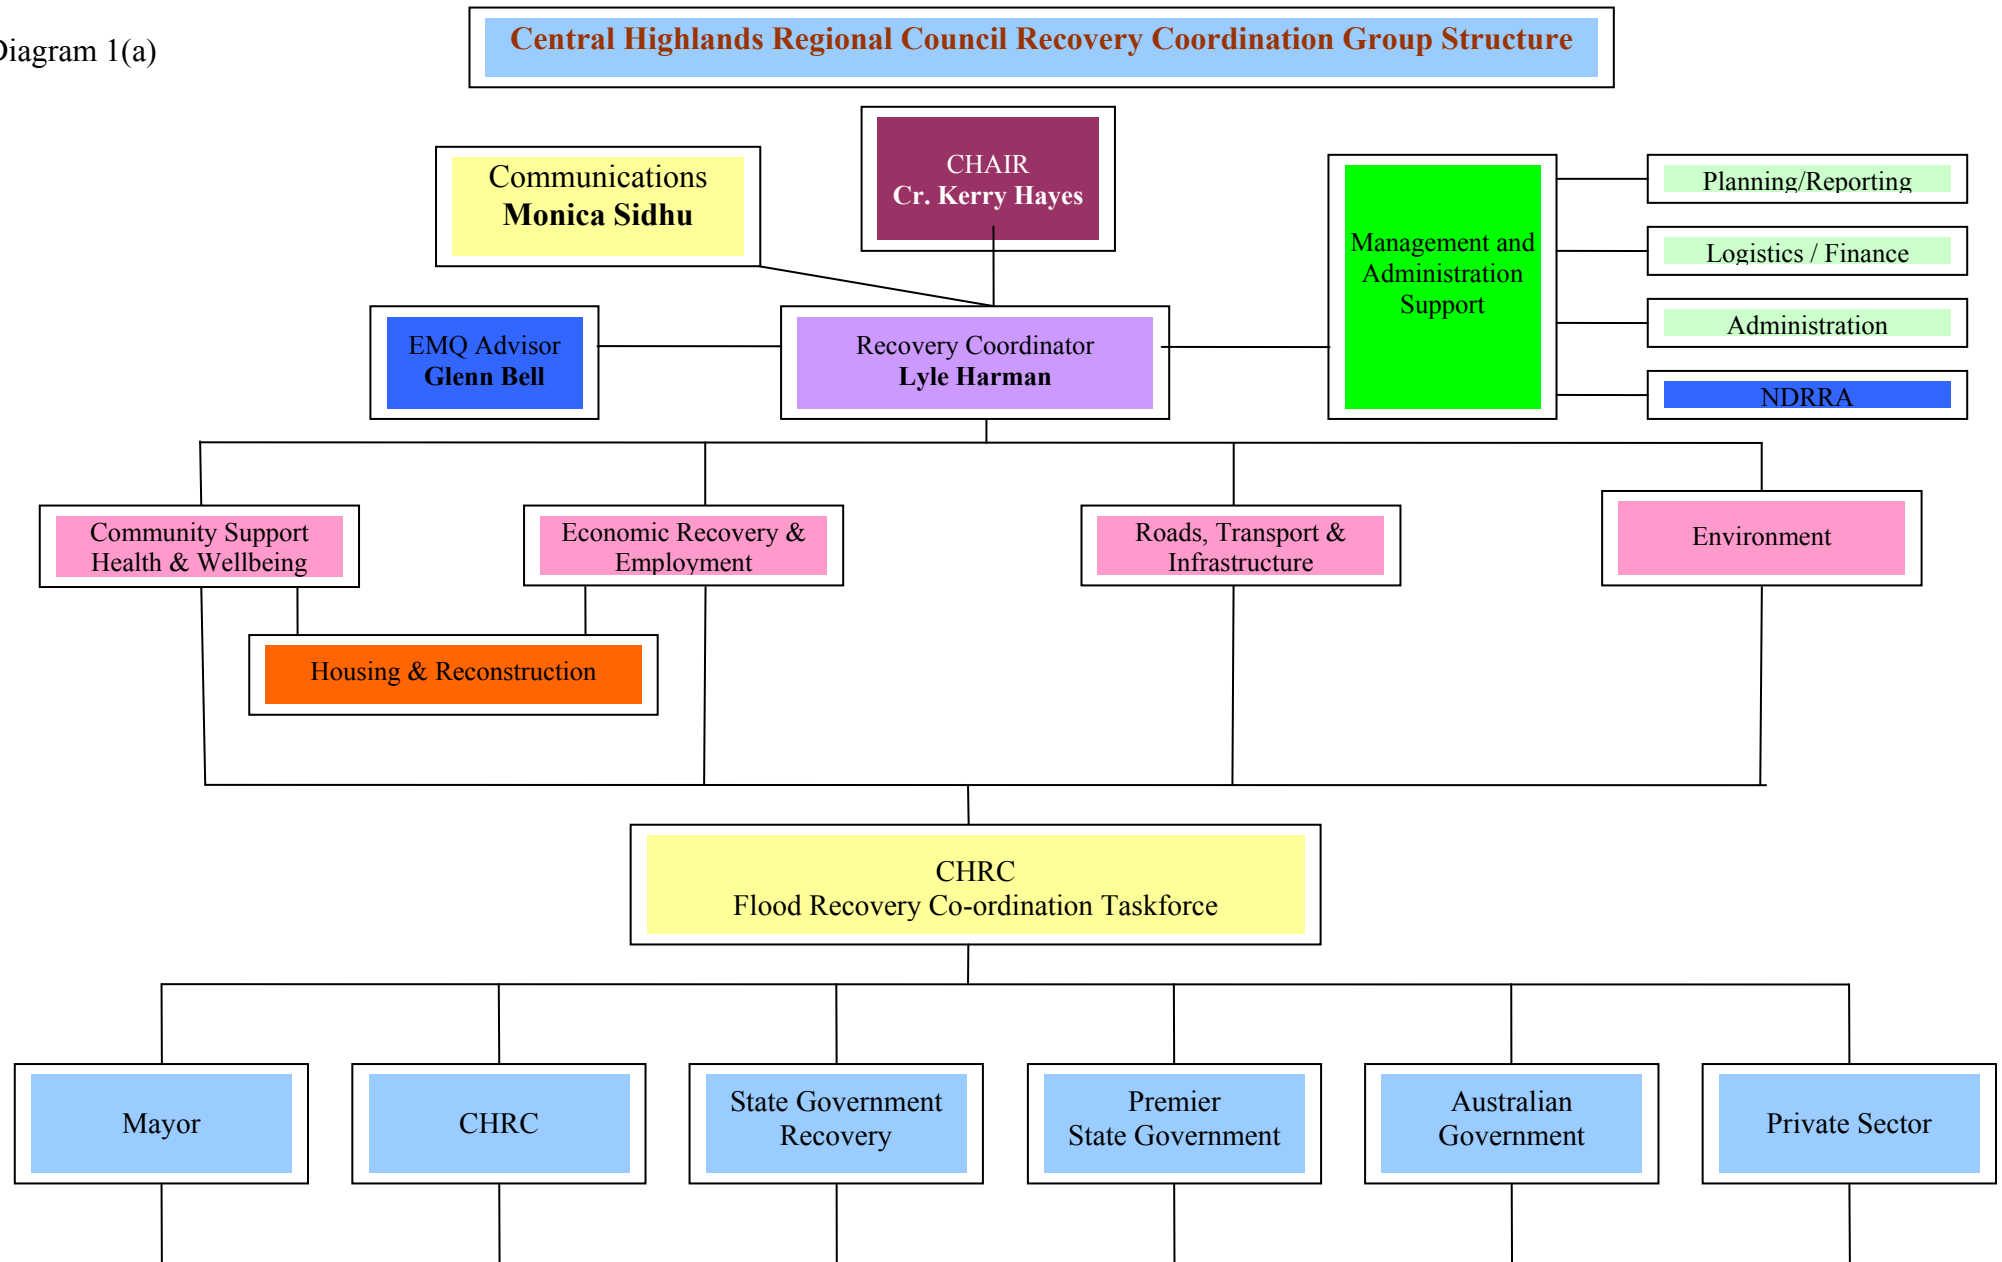 Diagram 1(a)
Central Highlands Regional Council Recovery Coordination Group Structure
Communications
Monica Sidhu
CHAIR
Cr. Kerry Hayes
Management and
Administration
Support
Planning/Reporting
Logistics / Finance
Administration
NDRRA
EMQ Advisor
Glenn Bell
Recovery Coordinator
Lyle Harman
Community Support
Health & Wellbeing
Economic Recovery &
Employment
Roads, Transport &
Infrastructure
Environment
Housing & Reconstruction
CHRC
Flood Recovery Co-ordination Taskforce
Mayor
CHRC
State Government
Recovery
Premier
State Government
Australian
Government
Private Sector